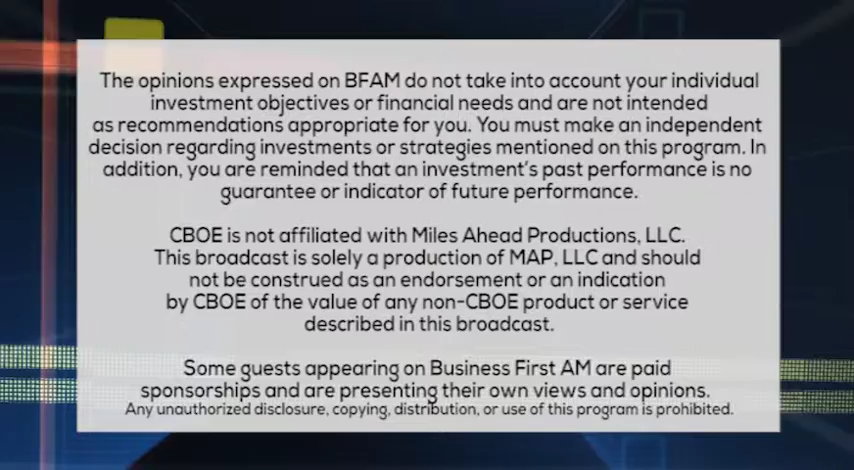 The opinions expressed on BFAM do not take into account your individual
investment objectives or financial needs and are not intended
as recommendations appropriate for you. You must make an independent
decision regarding investments or strategies mentioned on this program. In
addition, you are reminded that an investment's past performance is no
guarantee or indicator of future performance.
CBOE is not affiliated with Miles Ahead Productions, LLC.
This broadcast is solely a production of MAP, LLC and should
not be construed as an endorsement or an indication
by CBOE of the value of any non-CBOE product or service
described in this broadcast.
Some guests appearing on Business First AM are paid
sponsorships and are presenting their own views and opinions.
Any unauthorized disclosure, copying, distribution, or use of this program is prohibited.